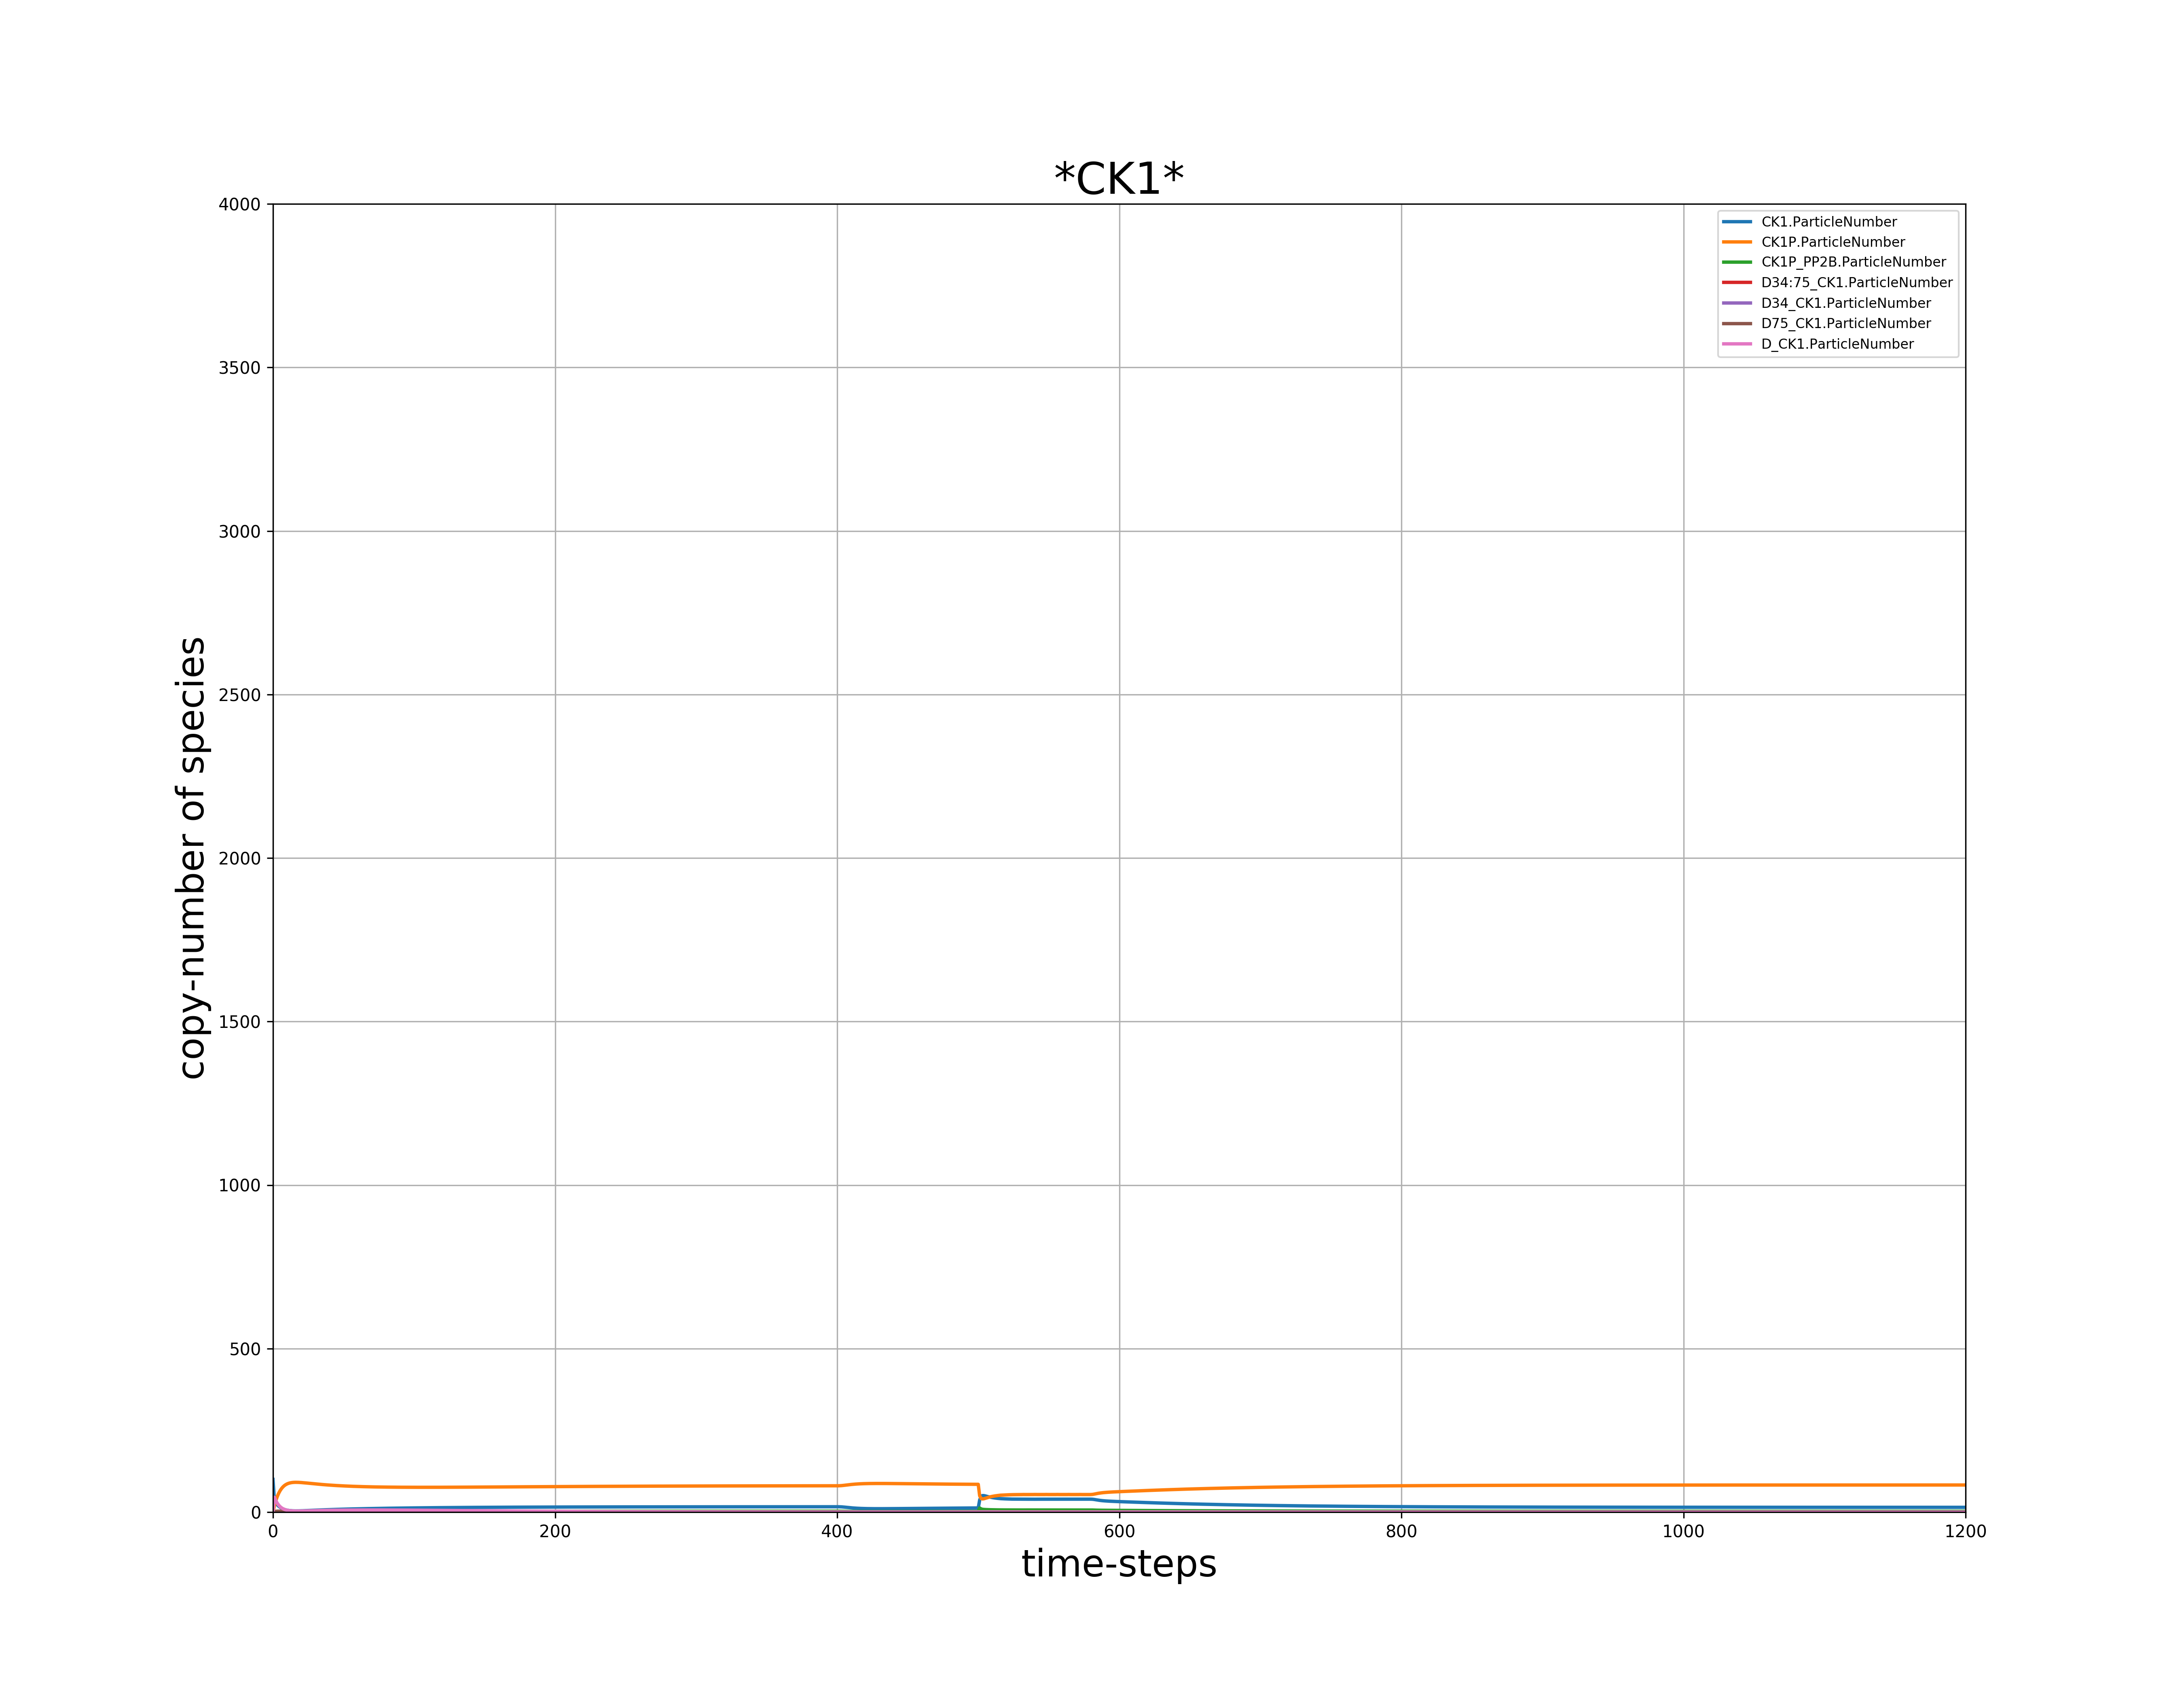 *CK1*
4000
3500
3000
2500
2000
1500
1000
500
0
copy-number of species
CK1.ParticleNumber
CK1P.ParticleNumber
CK1P_PP2B.ParticleNumber
D34:75_CK1.ParticleNumber
D34_CK1.ParticleNumber
D75_CK1.ParticleNumber
D_CK1.ParticleNumber
0 200 400 600 800 1000 1200
time-steps